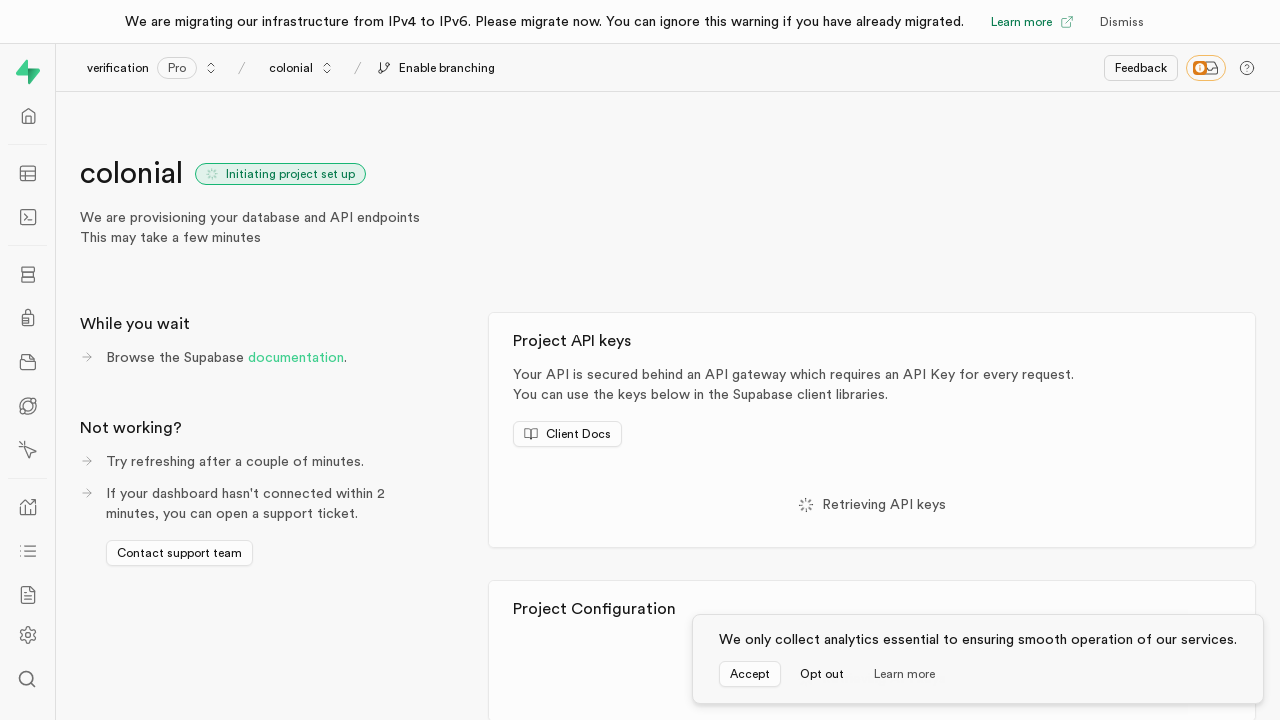 We are migrating our infrastructure from IPv4 to IPv6. Please migrate now. You can ignore this warning if you have already migrated. Learn more Dismiss
verification Pro / colonial / Enable branching Feedback
colonial Initiating project set up
We are provisioning your database and API endpoints
This may take a few minutes
While you wait
Browse the Supabase documentation.
Not working?
Try refreshing after a couple of minutes.
If your dashboard hasn't connected within 2
minutes, you can open a support ticket.
Contact support team
Project API keys
Your API is secured behind an API gateway which requires an API Key for every request.
You can use the keys below in the Supabase client libraries.
Client Docs
Retrieving API keys
Project Configuration
We only collect analytics essential to ensuring smooth operation of our services.
Accept Opt out Learn more